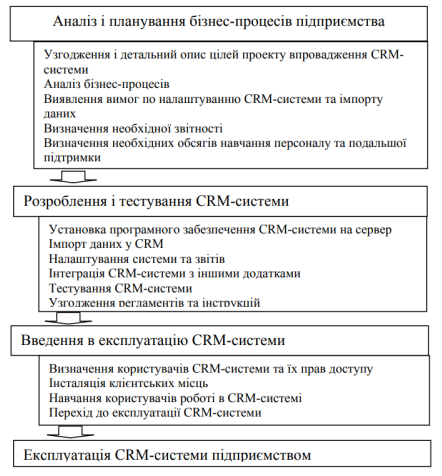 Аналіз і планування бізнес-процесів підприємства
Узгодження і детальний опис цілей проекту впровадження CRM-
системи
Аналіз бізнес-процесів
Виявлення вимог по налаштуванню CRM-системи та імпорту
даних
Визначення необхідної звітності
Визначення необхідних обсягів навчання персоналу та подальшої
підтримки
Розроблення і тестування CRM-системи
Установка програмного забезпечення CRM-системи на сервер
Імпорт даних у CRM
Налаштування системи та звітів
Інтеграція CRM-системи з іншими додатками
Тестування CRM-системи
Узгодження регламентів та інструкцій
Введення в експлуатацію CRM-системи
Визначення користувачів CRM-системи та їх прав доступу
Інсталяція клієнтських місць
Навчання користувачів роботі в CRM-системі
Перехід до експлуатації CRM-системи
Експлуатація CRM-системи підприємством